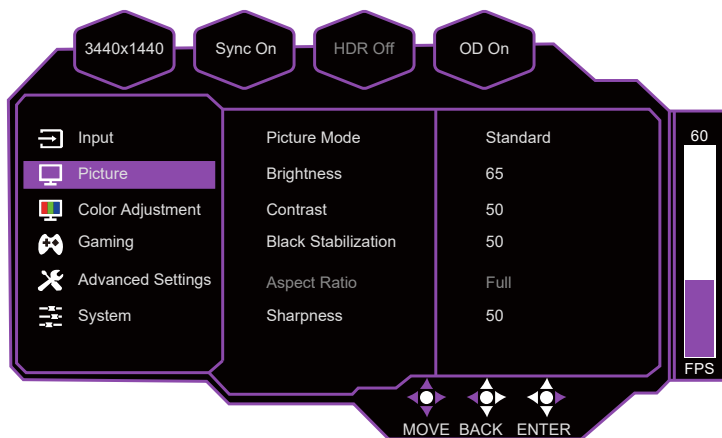 3440x1440 Sync On HDR Off OD On
Input Picture Mode Standard 60
Picture Brightness 65
Color Adjustment Contrast 50
Gaming Black Stabilization 50
Advanced Settings Aspect Ratio Full
System Sharpness 50
FPS
MOVE BACK ENTER